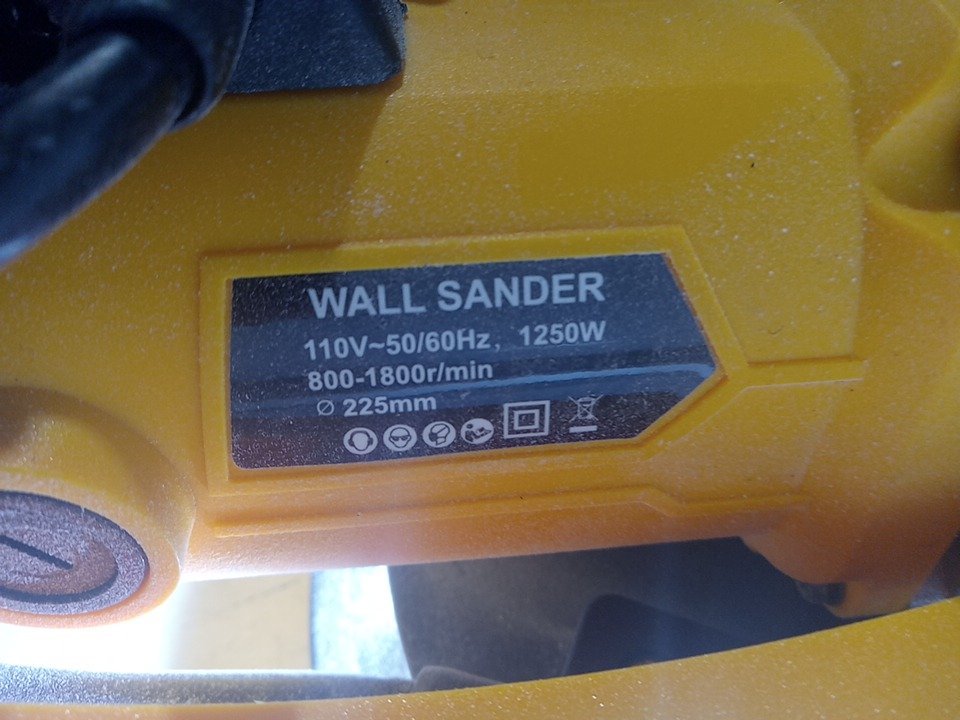 WALL SANDER
110V~50/60Hz, 1250W
800-1800r/min
Ø 225mm